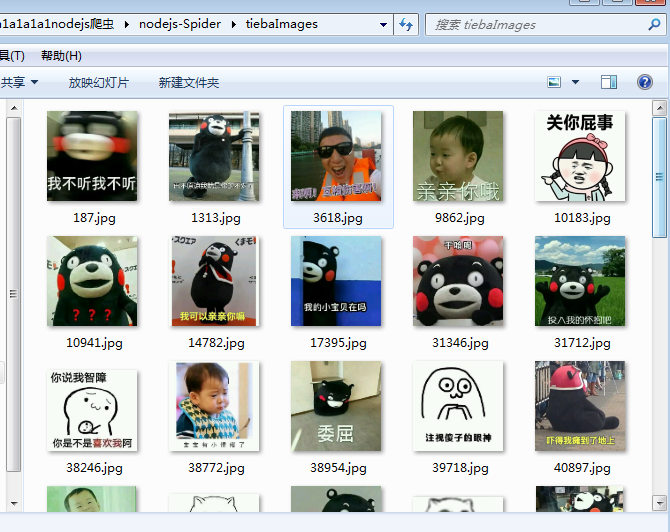 1a1a1a1a1nodejs爬虫 ▸ nodejs-Spider ▸ tiebaImages
搜索 tiebaImages
具(T) 帮助(H)
共享 放映幻灯片 新建文件夹
我不听我不听
187.jpg
1313.jpg
3618.jpg
亲亲你哦
9862.jpg
关你屁事
10183.jpg
？？？
10941.jpg
我可以亲亲你嘛
14782.jpg
我的小宝贝在吗
17395.jpg
干哈呢
31346.jpg
投入我的怀抱吧
31712.jpg
你说我智障
你是不是喜欢我阿
38246.jpg
宝宝有小情绪了
38772.jpg
委屈
38954.jpg
注视傻子的眼神
39718.jpg
吓得我瘫到了地上
40897.jpg